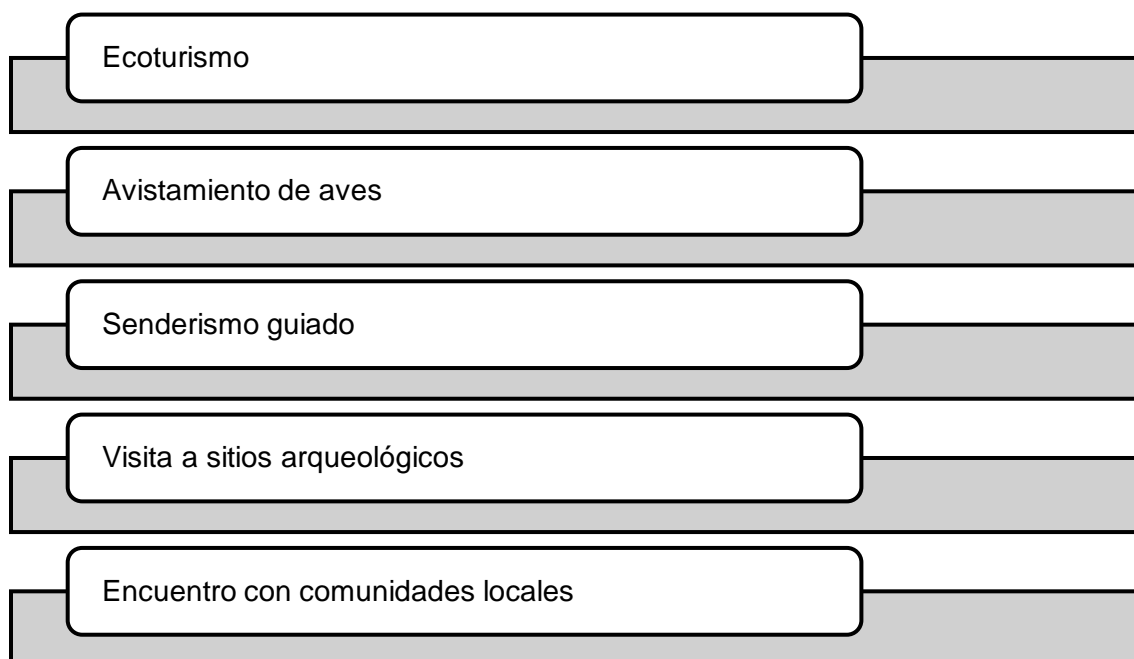 Ecoturismo
Avistamiento de aves
Senderismo guiado
Visita a sitios arqueológicos
Encuentro con comunidades locales